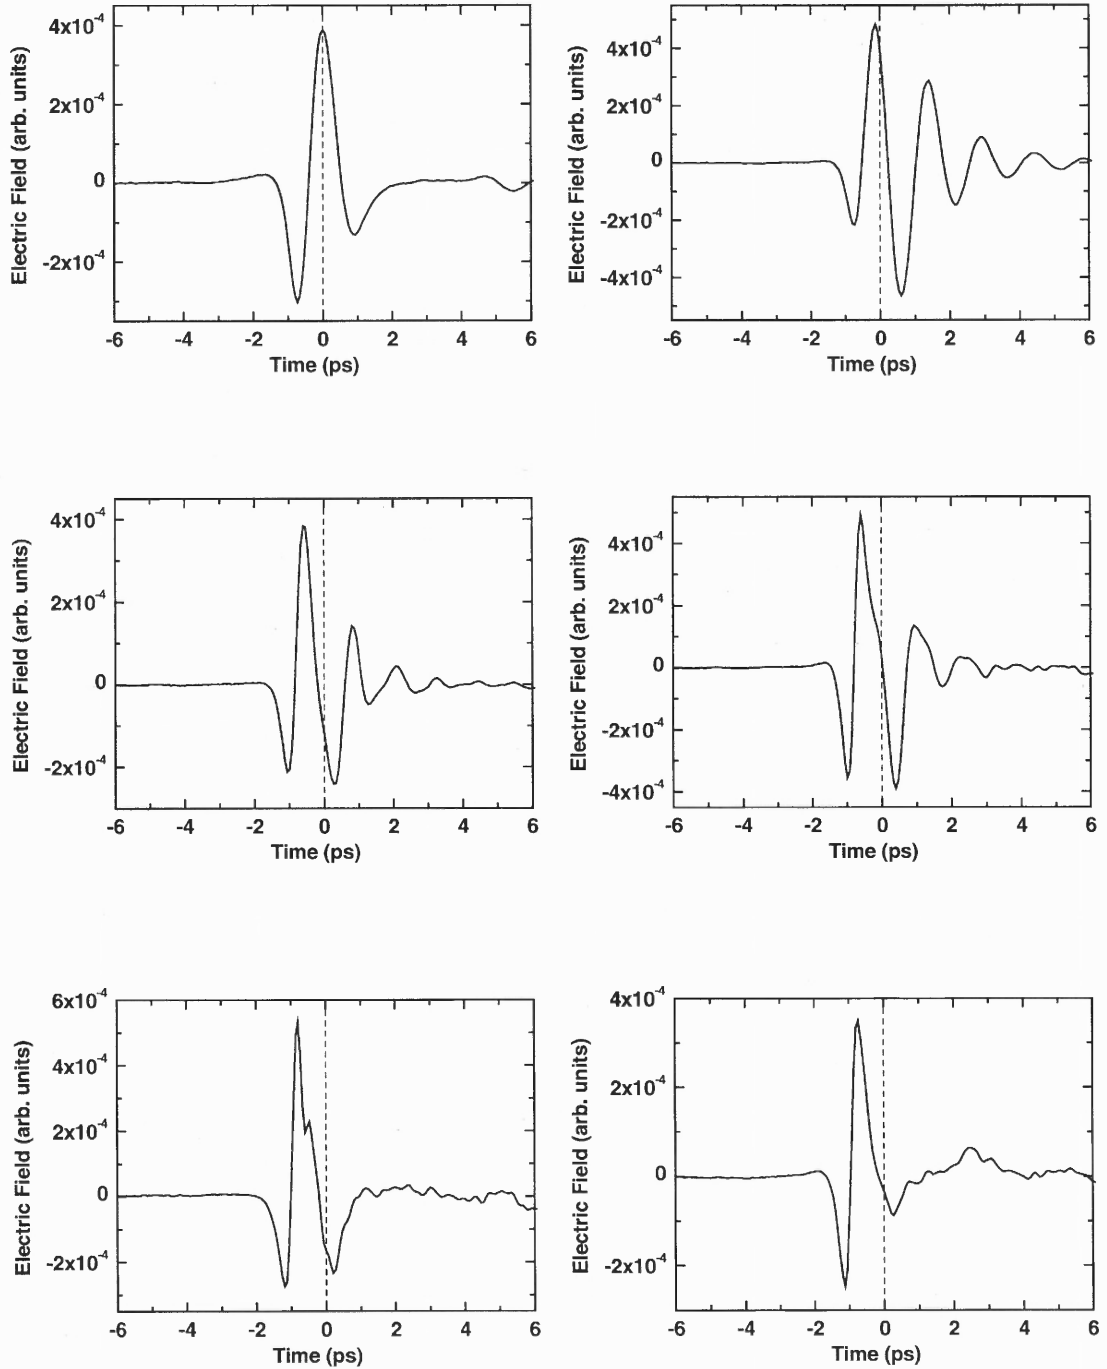 4x10-4
2x10-4
0
-2x10-4
Electric Field (arb. units)
-6 -4 -2 0 2 4 6
Time (ps)
4x10-4
2x10-4
0
-2x10-4
-4x10-4
Electric Field (arb. units)
-6 -4 -2 0 2 4 6
Time (ps)
4x10-4
2x10-4
0
-2x10-4
Electric Field (arb. units)
-6 -4 -2 0 2 4 6
Time (ps)
4x10-4
2x10-4
0
-2x10-4
-4x10-4
Electric Field (arb. units)
-6 -4 -2 0 2 4 6
Time (ps)
6x10-4
4x10-4
2x10-4
0
-2x10-4
Electric Field (arb. units)
-6 -4 -2 0 2 4 6
Time (ps)
4x10-4
2x10-4
0
-2x10-4
Electric Field (arb. units)
-6 -4 -2 0 2 4 6
Time (ps)